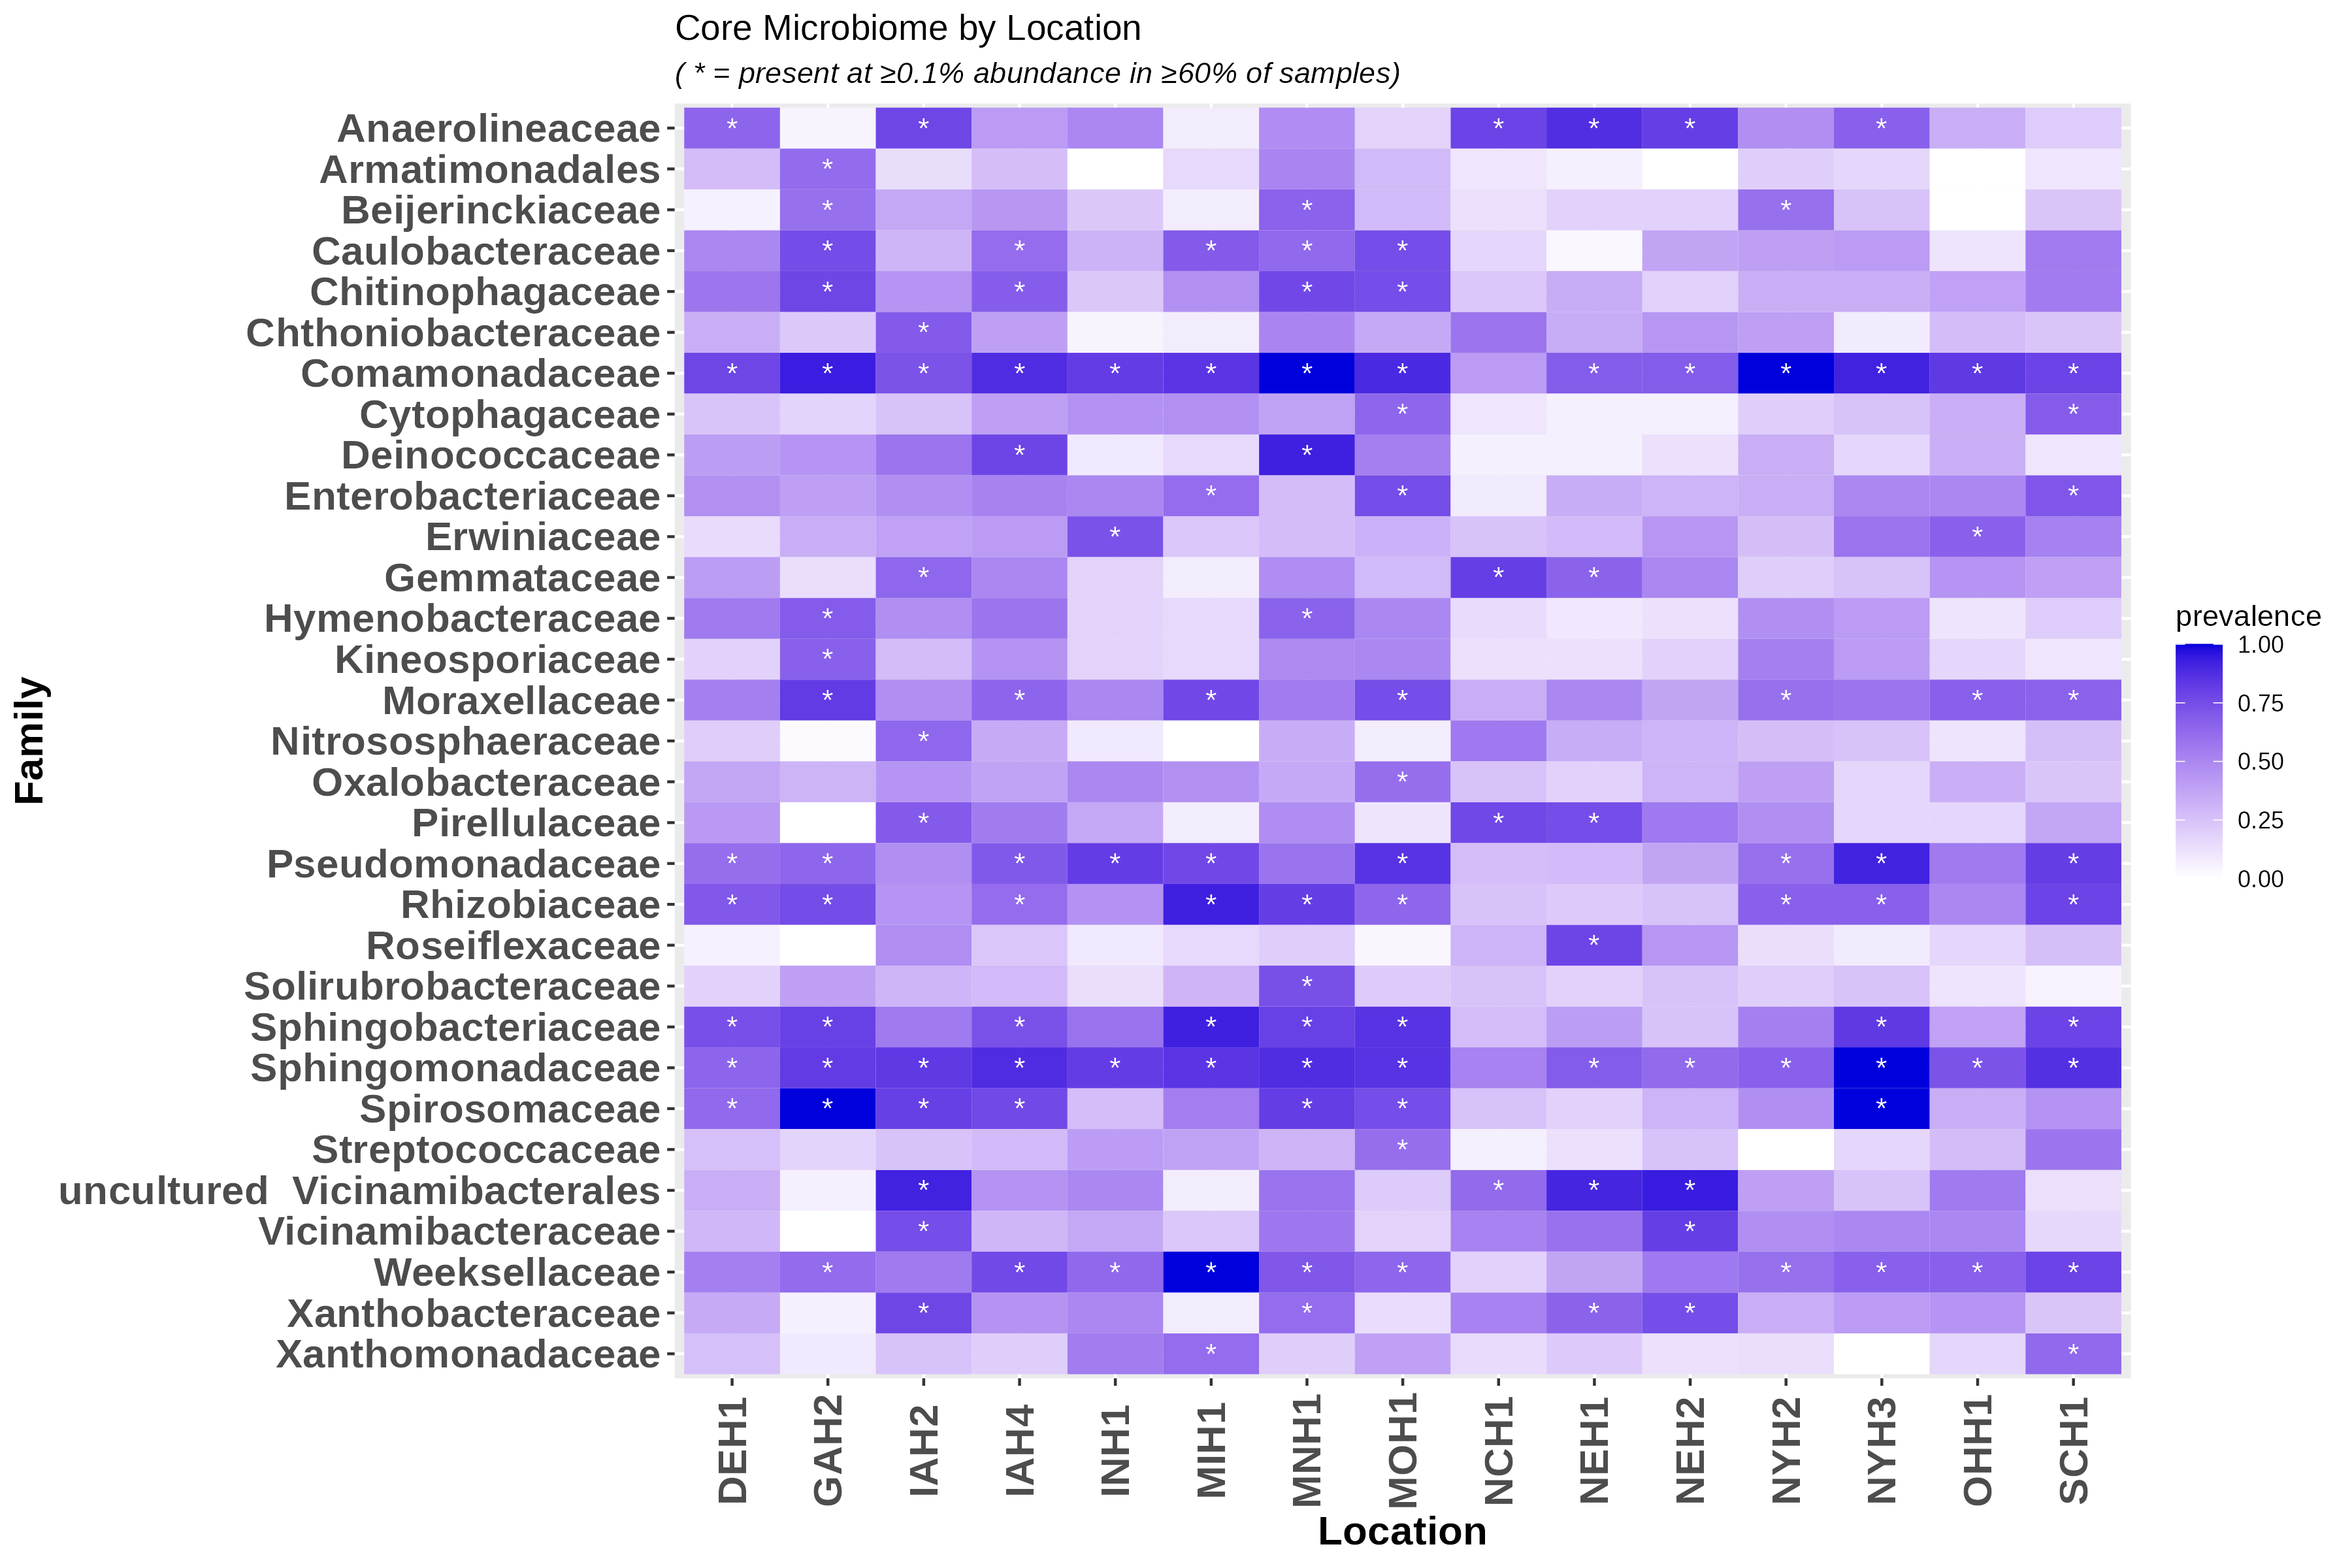 Core Microbiome by Location
( * = present at ≥0.1% abundance in ≥60% of samples)
Family
Anaerolineaceae * * * * * *
Armatimonadales *
Beijerinckiaceae * * *
Caulobacteraceae * * * * *
Chitinophagaceae * * * *
Chthoniobacteraceae *
Comamonadaceae * * * * * * * * * * * * * *
Cytophagaceae * *
Deinococcaceae * *
Enterobacteriaceae * * *
Erwiniaceae * *
Gemmataceae * * *
Hymenobacteraceae * *
Kineosporiaceae *
Moraxellaceae * * * * * * *
Nitrososphaeraceae *
Oxalobacteraceae *
Pirellulaceae * * *
Pseudomonadaceae * * * * * * * * *
Rhizobiaceae * * * * * * * * *
Roseiflexaceae *
Solirubrobacteraceae *
Sphingobacteriaceae * * * * * * * *
Sphingomonadaceae * * * * * * * * * * * * * *
Spirosomaceae * * * * * * *
Streptococcaceae *
uncultured Vicinamibacterales * * * *
Vicinamibacteraceae * *
Weeksellaceae * * * * * * * * * *
Xanthobacteraceae * * * *
Xanthomonadaceae * *
DEH1 GAH2 IAH2 IAH4 INH1 MIH1 MNH1 MOH1 NCH1 NEH1 NEH2 NYH2 NYH3 OHH1 SCH1
Location
prevalence
1.00
0.75
0.50
0.25
0.00